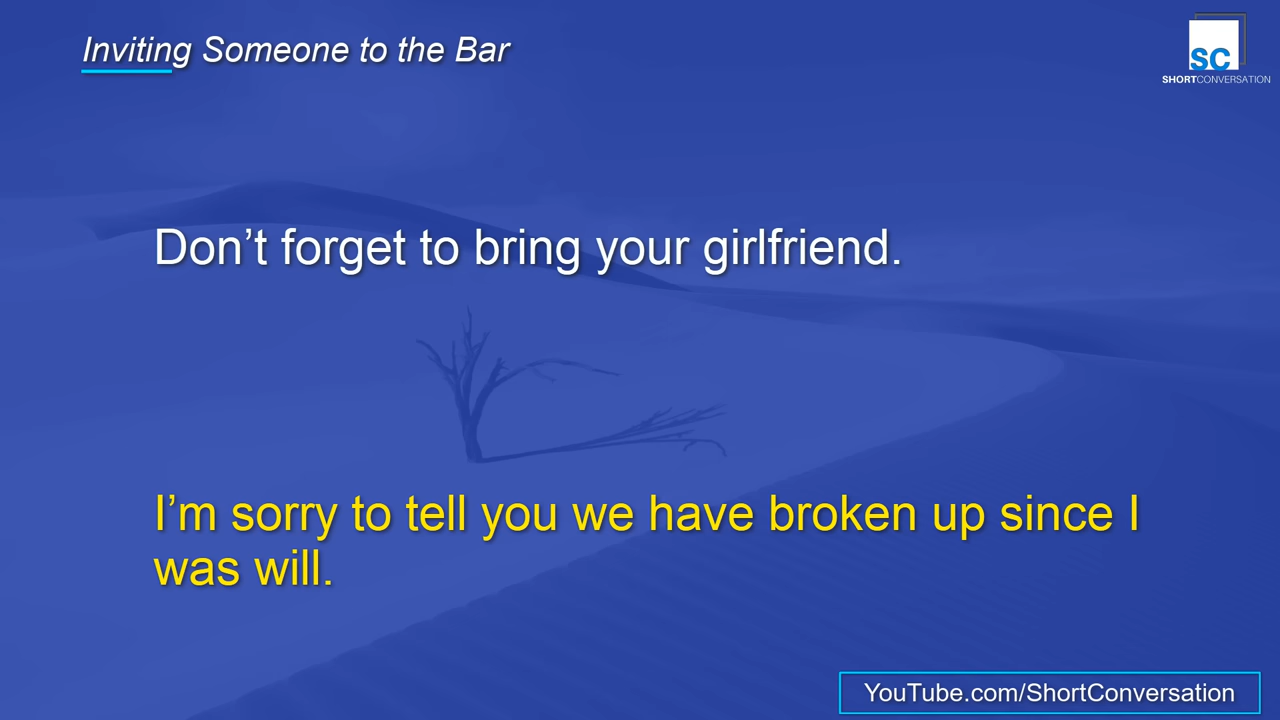 Inviting Someone to the Bar
SC
SHORTCONVERSATION
Don’t forget to bring your girlfriend.
I’m sorry to tell you we have broken up since I
was will.
YouTube.com/ShortConversation